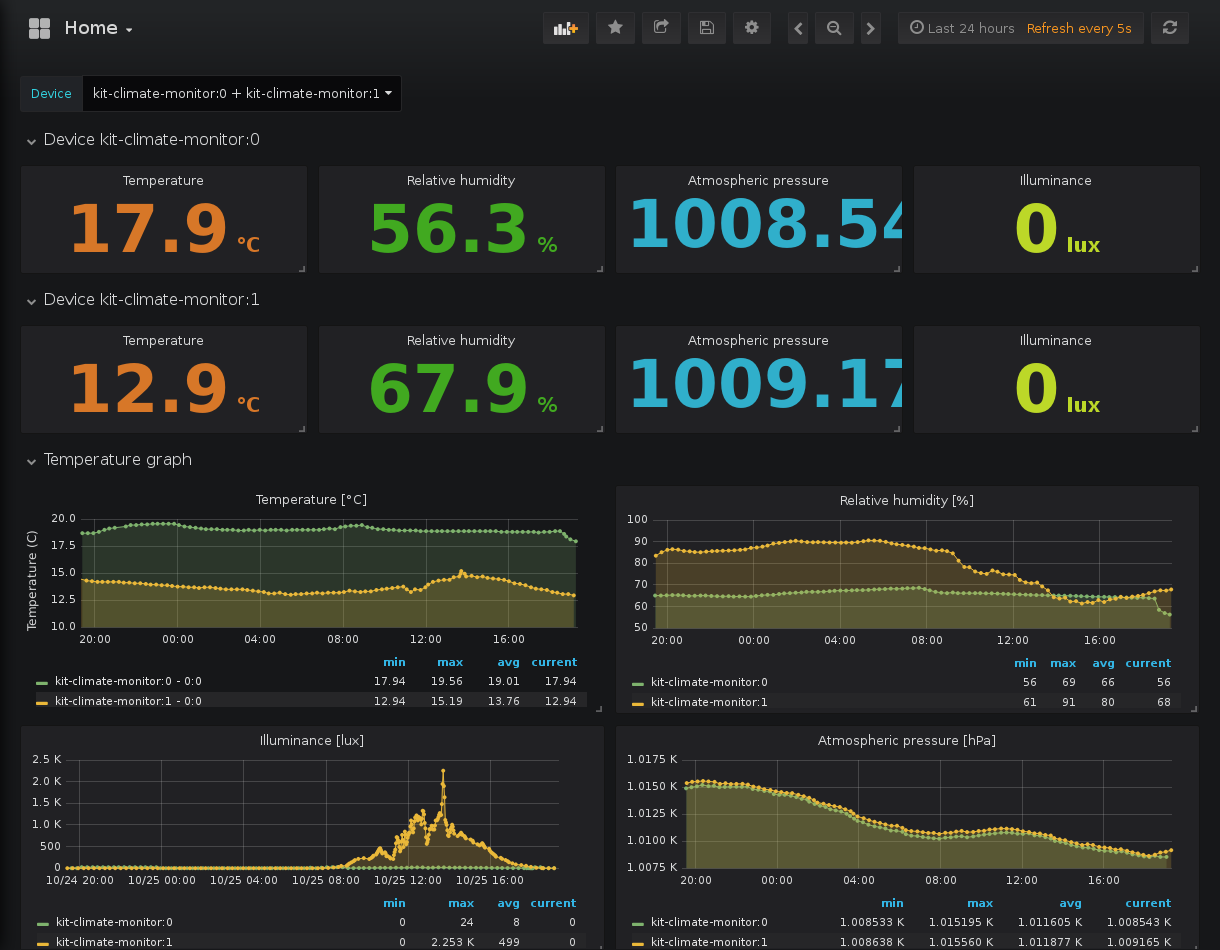 Home
Last 24 hours Refresh every 5s
Device kit-climate-monitor:0 + kit-climate-monitor:1
Device kit-climate-monitor:0
Temperature Relative humidity Atmospheric pressure Illuminance
17.9 °C 56.3 % 1008.54 0 lux
Device kit-climate-monitor:1
Temperature Relative humidity Atmospheric pressure Illuminance
12.9 °C 67.9 % 1009.17 0 lux
Temperature graph
Temperature [°C]
Temperature (C)
20.0
17.5
15.0
12.5
10.0
20:00 00:00 04:00 08:00 12:00 16:00
min max avg current
kit-climate-monitor:0 - 0:0 17.94 19.56 19.01 17.94
kit-climate-monitor:1 - 0:0 12.94 15.19 13.76 12.94
Relative humidity [%]
100
90
80
70
60
50
20:00 00:00 04:00 08:00 12:00 16:00
min max avg current
kit-climate-monitor:0 56 69 66 56
kit-climate-monitor:1 61 91 80 68
Illuminance [lux]
2.5 K
2.0 K
1.5 K
1.0 K
500
0
10/24 20:00 10/25 00:00 10/25 04:00 10/25 08:00 10/25 12:00 10/25 16:00
min max avg current
kit-climate-monitor:0 0 24 8 0
kit-climate-monitor:1 0 2.253 K 499 0
Atmospheric pressure [hPa]
1.0175 K
1.0150 K
1.0125 K
1.0100 K
1.0075 K
20:00 00:00 04:00 08:00 12:00 16:00
min max avg current
kit-climate-monitor:0 1.008533 K 1.015195 K 1.011605 K 1.008543 K
kit-climate-monitor:1 1.008638 K 1.015560 K 1.011877 K 1.009165 K